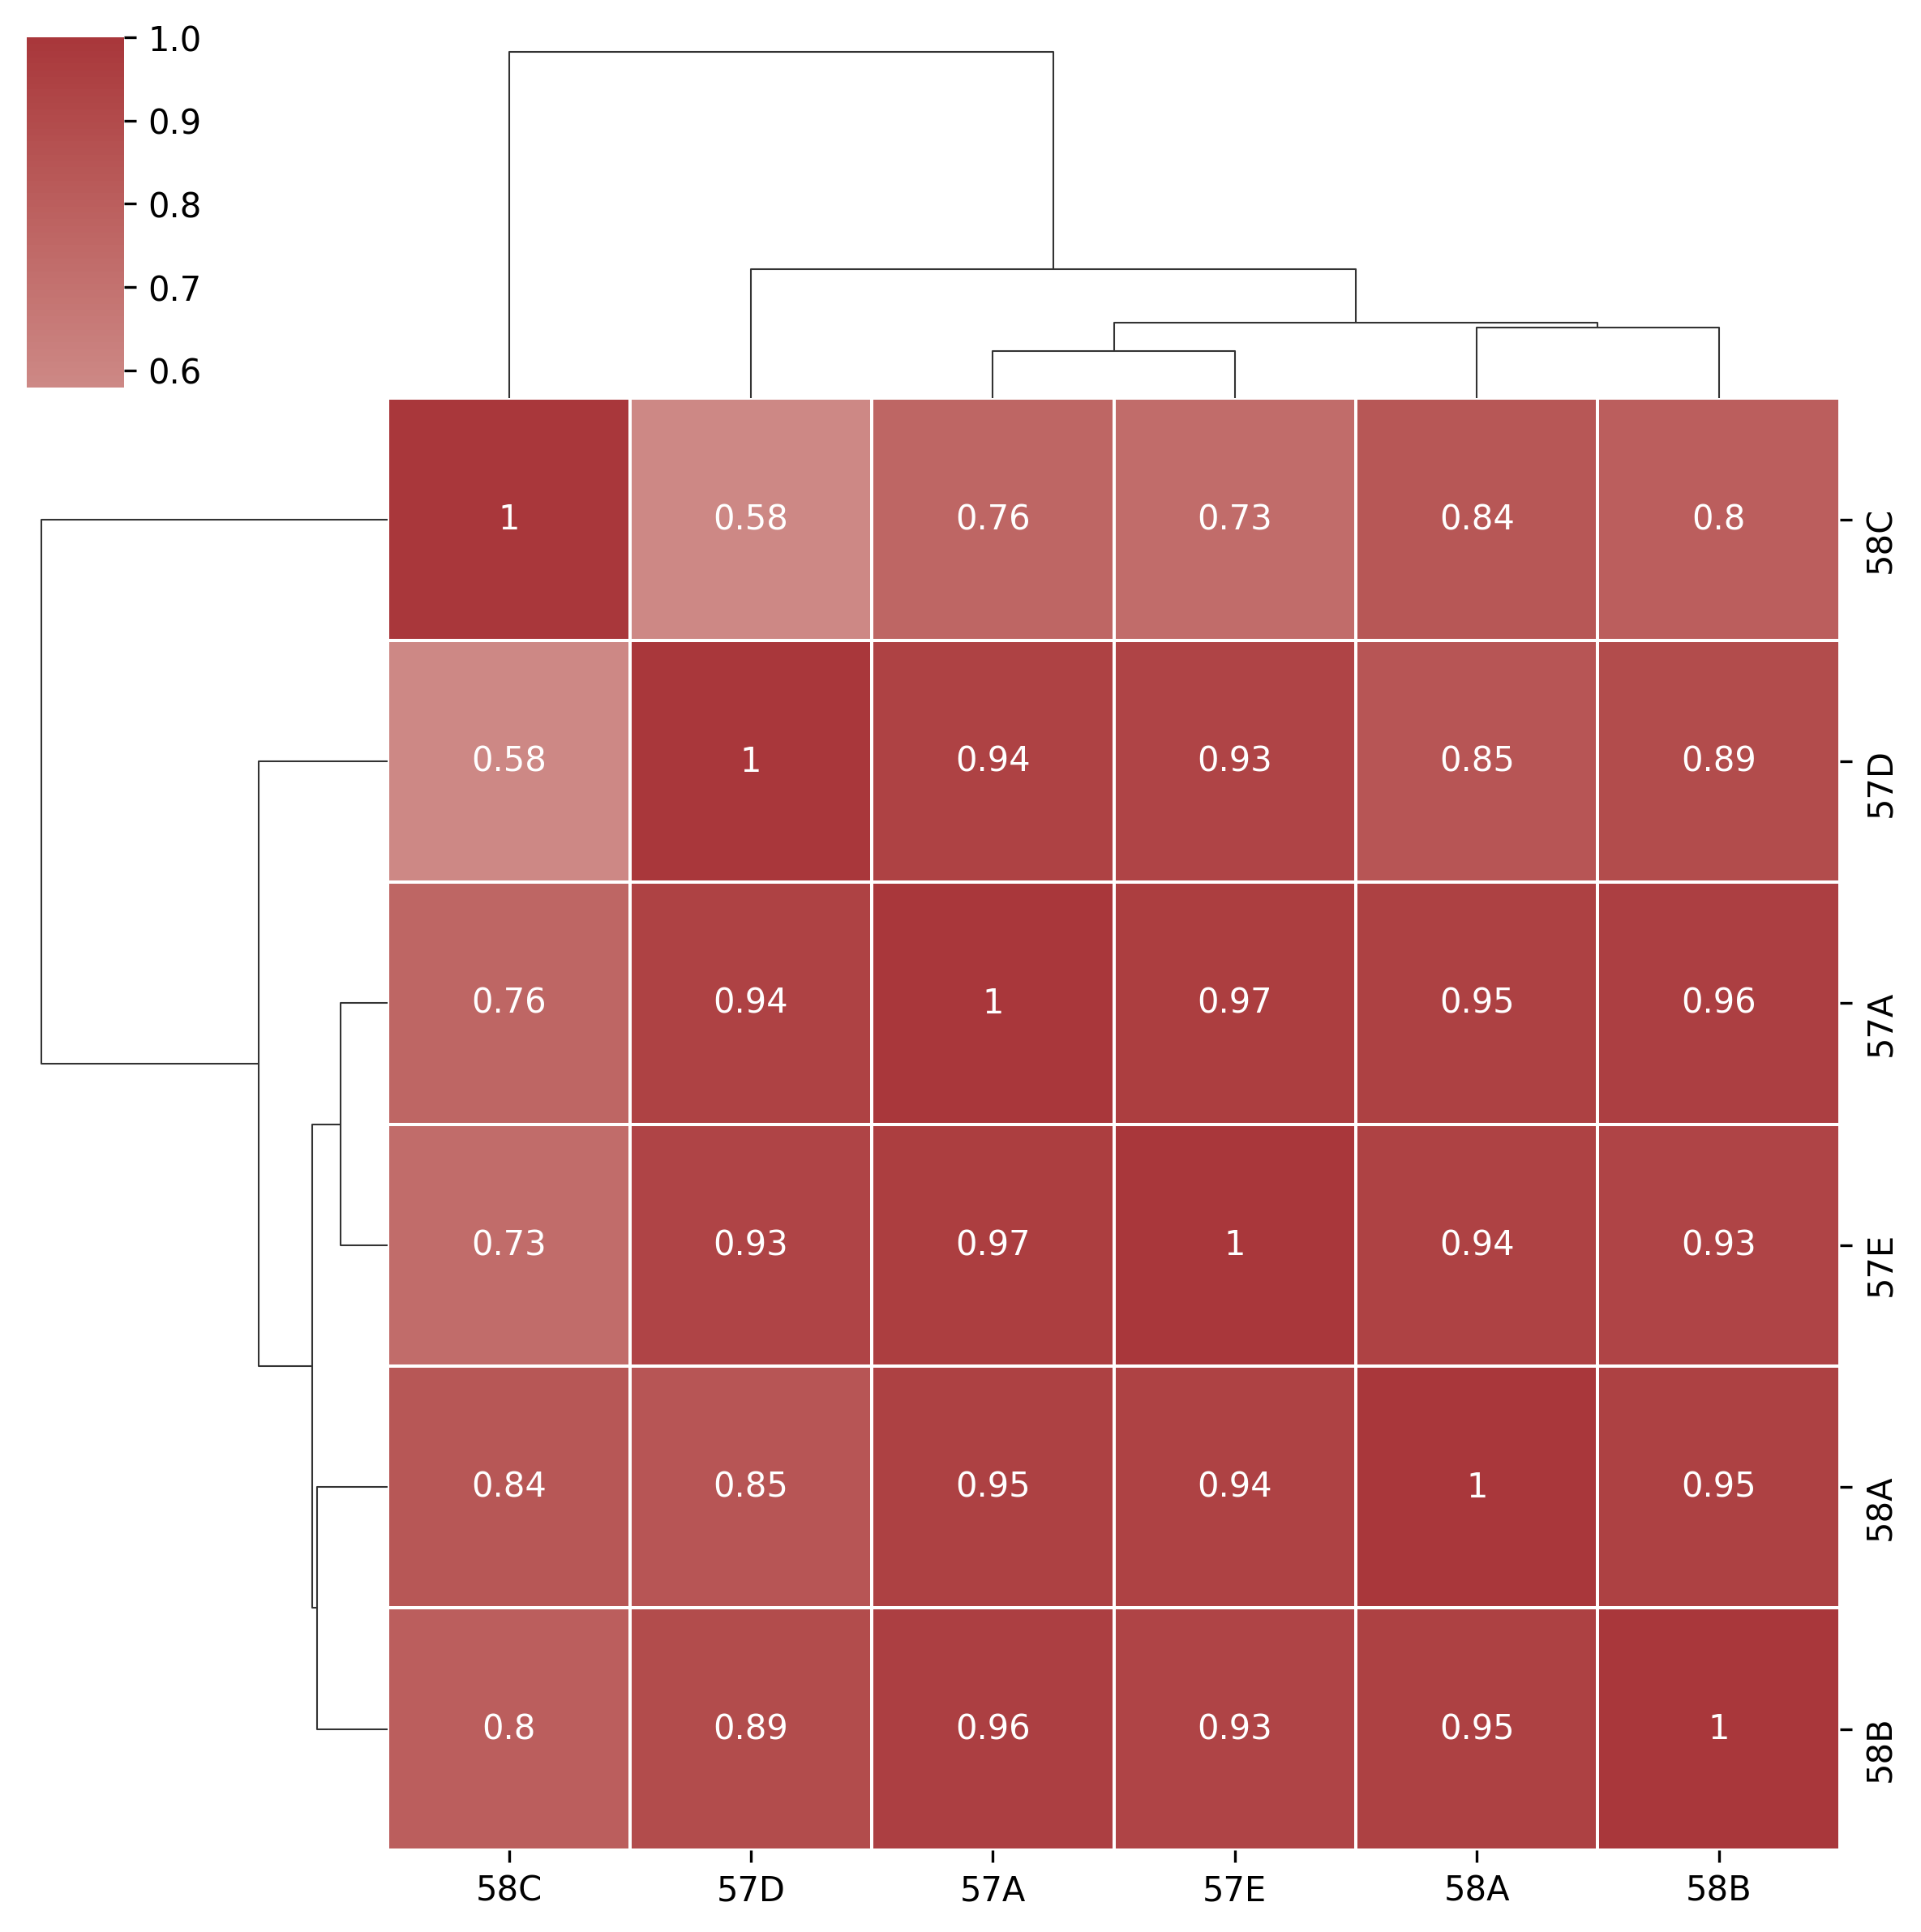 1.0
0.9
0.8
0.7
0.6
1 0.58 0.76 0.73 0.84 0.8 58C
0.58 1 0.94 0.93 0.85 0.89 57D
0.76 0.94 1 0.97 0.95 0.96 57A
0.73 0.93 0.97 1 0.94 0.93 57E
0.84 0.85 0.95 0.94 1 0.95 58A
0.8 0.89 0.96 0.93 0.95 1 58B
58C 57D 57A 57E 58A 58B